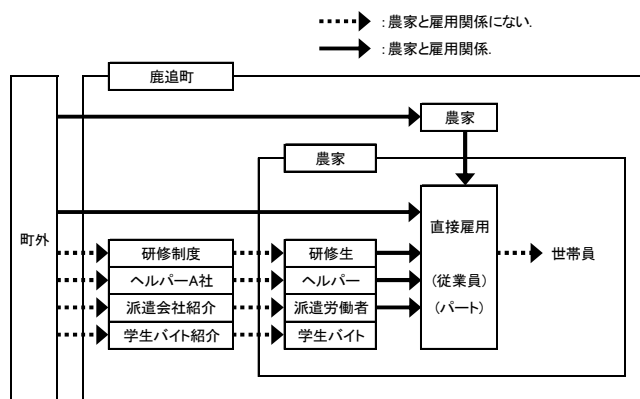 ：農家と雇用関係にない．
：農家と雇用関係．
鹿追町
農家
農家
町外
直接雇用
(従業員)
(パート)
世帯員
研修制度
研修生
ヘルパーA社
ヘルパー
派遣会社紹介
派遣労働者
学生バイト紹介
学生バイト